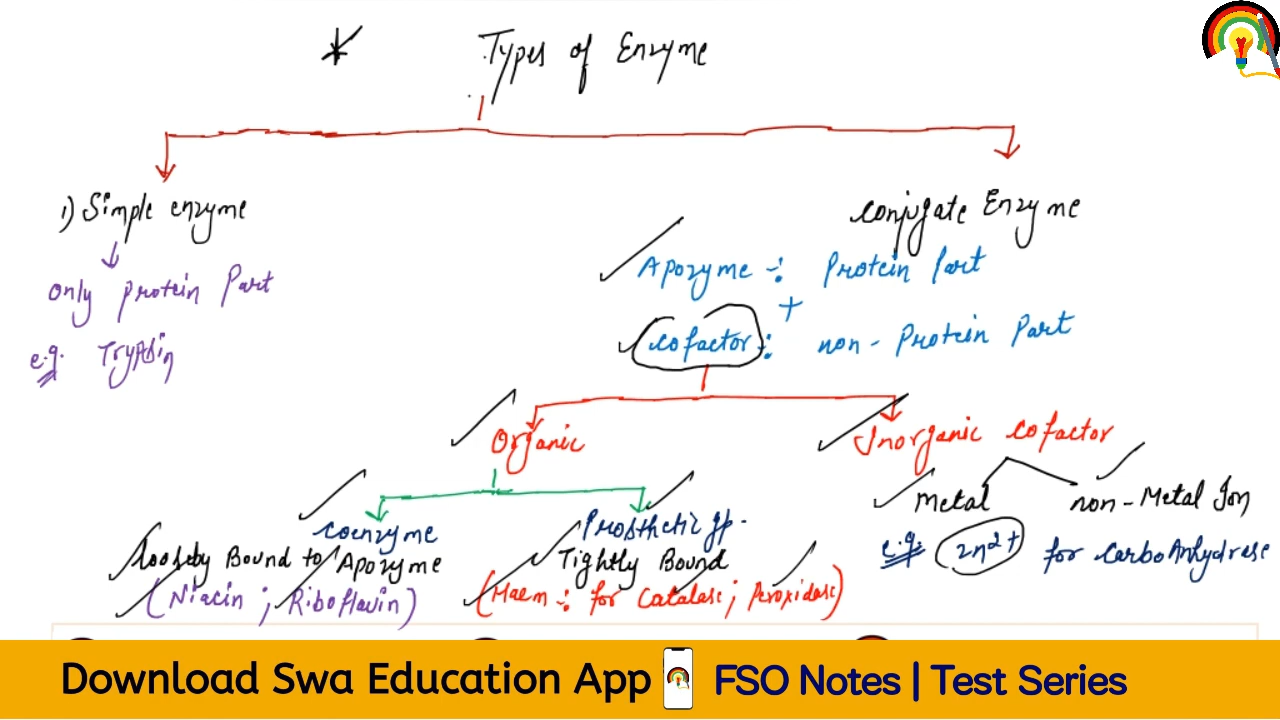 Types of Enzyme
1) Simple enzyme
only protein Part
e.g. Trypsin
Conjugate Enzyme
Apozyme -: Protein Part
+
cofactor -: non-Protein Part
Organic
Inorganic cofactor
coenzyme
Loosely Bound to Apozyme
(Niacin ; Riboflavin)
Prosthetic gp.
Tightly Bound
(Haem -: for Catalase ; Peroxidase)
Metal
non-Metal Ion
e.g. Zn2+ for carboAnhydrase
Download Swa Education App FSO Notes | Test Series